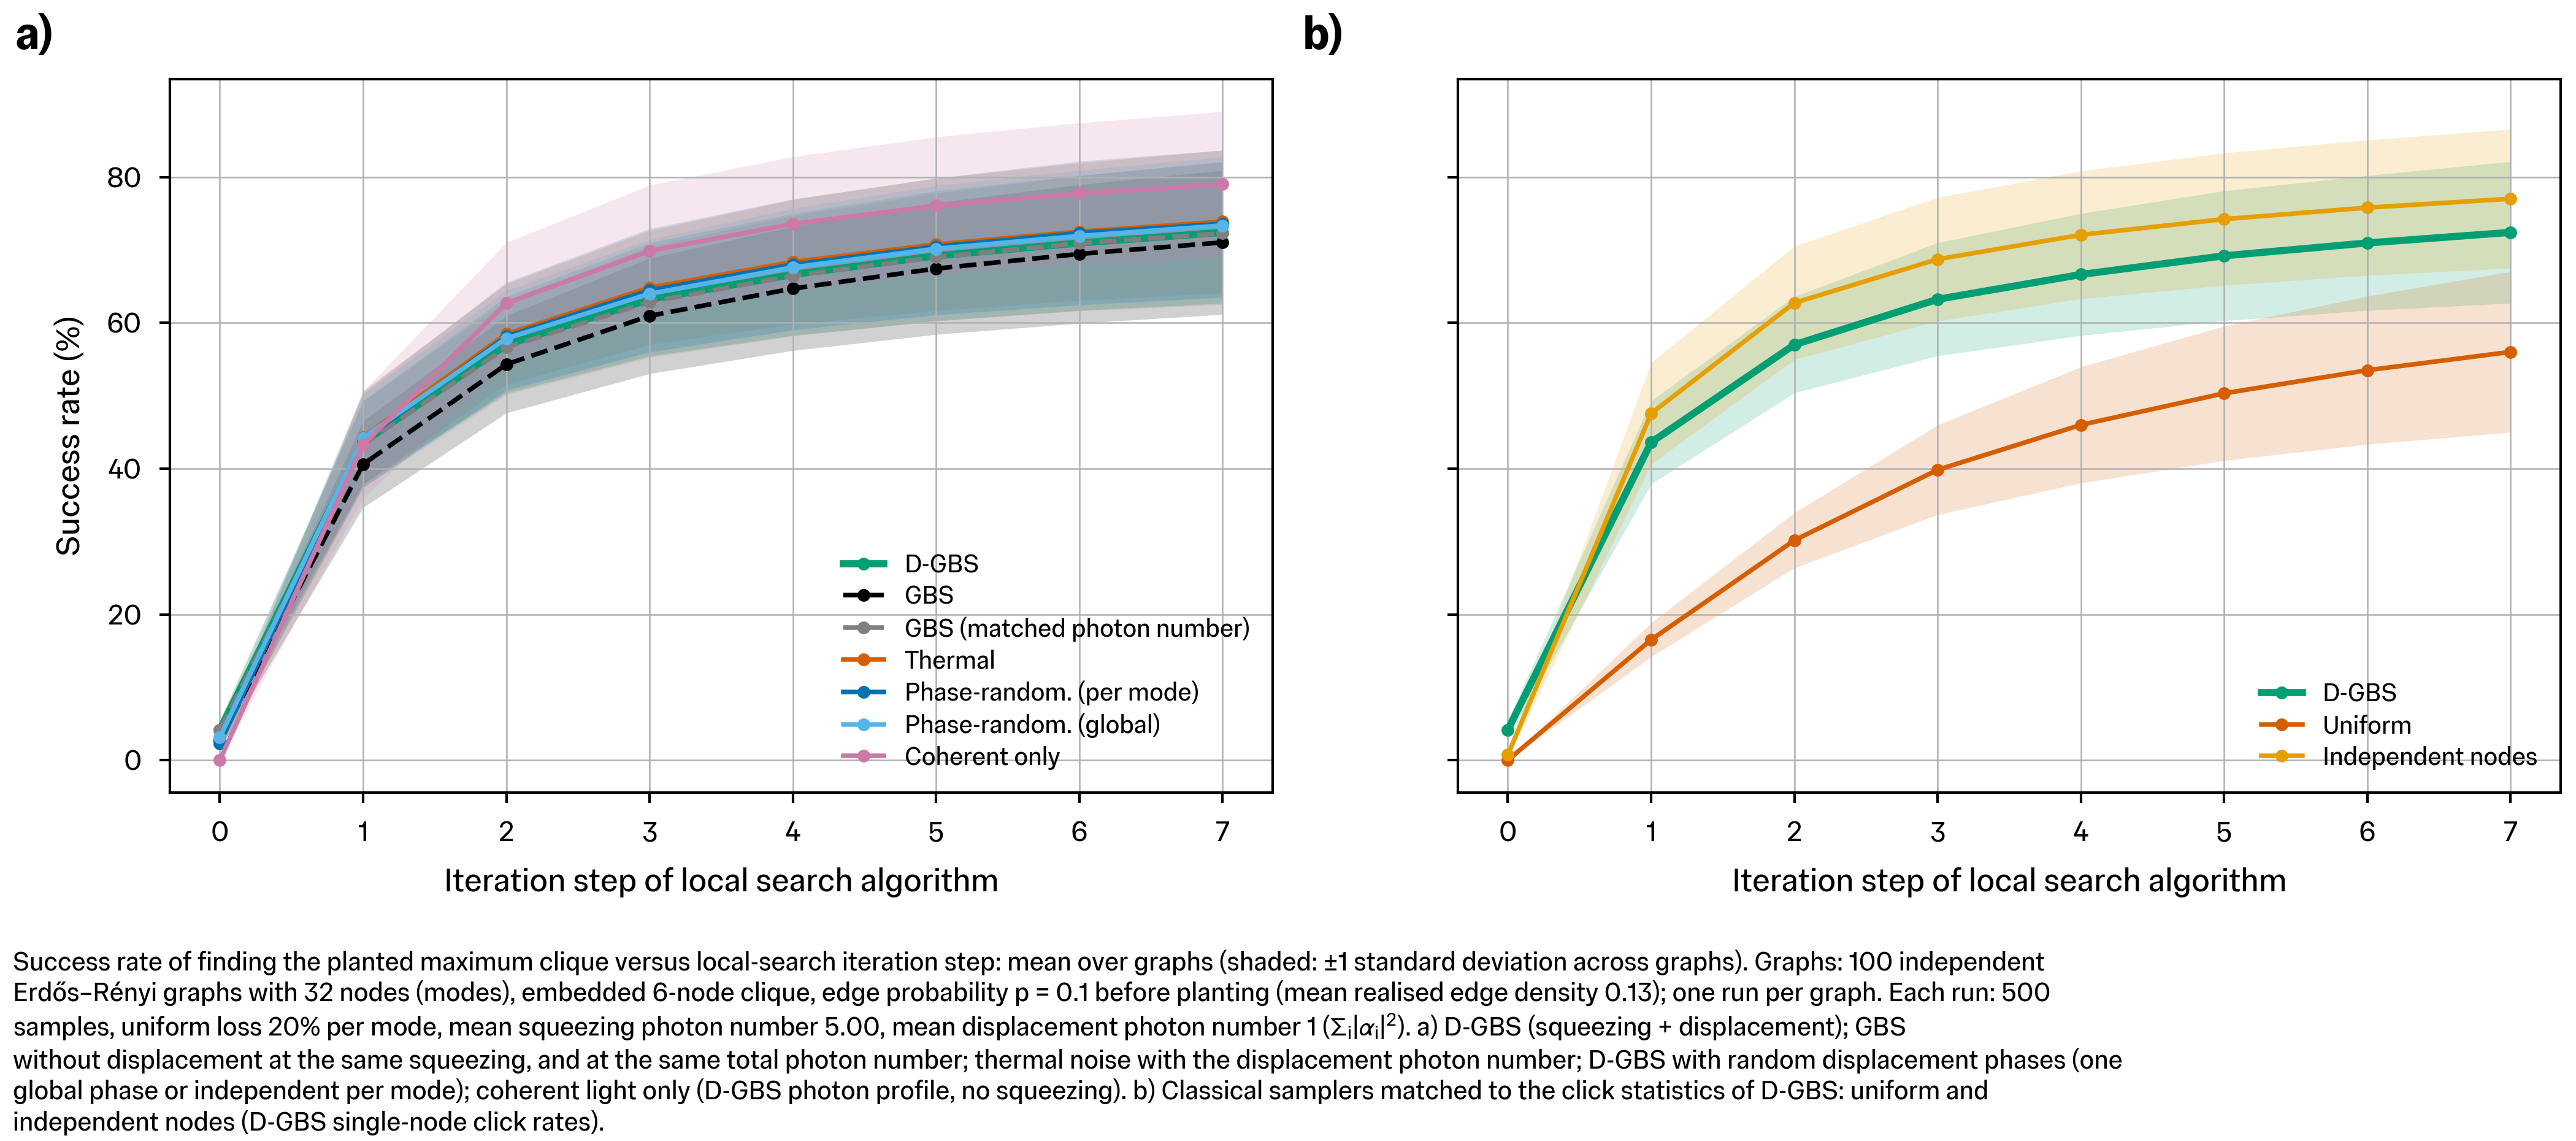 a)
b)
Success rate (%)
80
60
40
20
0
D-GBS
GBS
GBS (matched photon number)
Thermal
Phase-random. (per mode)
Phase-random. (global)
Coherent only
0 1 2 3 4 5 6 7
Iteration step of local search algorithm
D-GBS
Uniform
Independent nodes
0 1 2 3 4 5 6 7
Iteration step of local search algorithm
Success rate of finding the planted maximum clique versus local-search iteration step: mean over graphs (shaded: ±1 standard deviation across graphs). Graphs: 100 independent
Erdős–Rényi graphs with 32 nodes (modes), embedded 6-node clique, edge probability p = 0.1 before planting (mean realised edge density 0.13); one run per graph. Each run: 500
samples, uniform loss 20% per mode, mean squeezing photon number 5.00, mean displacement photon number 1 (Σᵢ|αᵢ|²). a) D-GBS (squeezing + displacement); GBS
without displacement at the same squeezing, and at the same total photon number; thermal noise with the displacement photon number; D-GBS with random displacement phases (one
global phase or independent per mode); coherent light only (D-GBS photon profile, no squeezing). b) Classical samplers matched to the click statistics of D-GBS: uniform and
independent nodes (D-GBS single-node click rates).